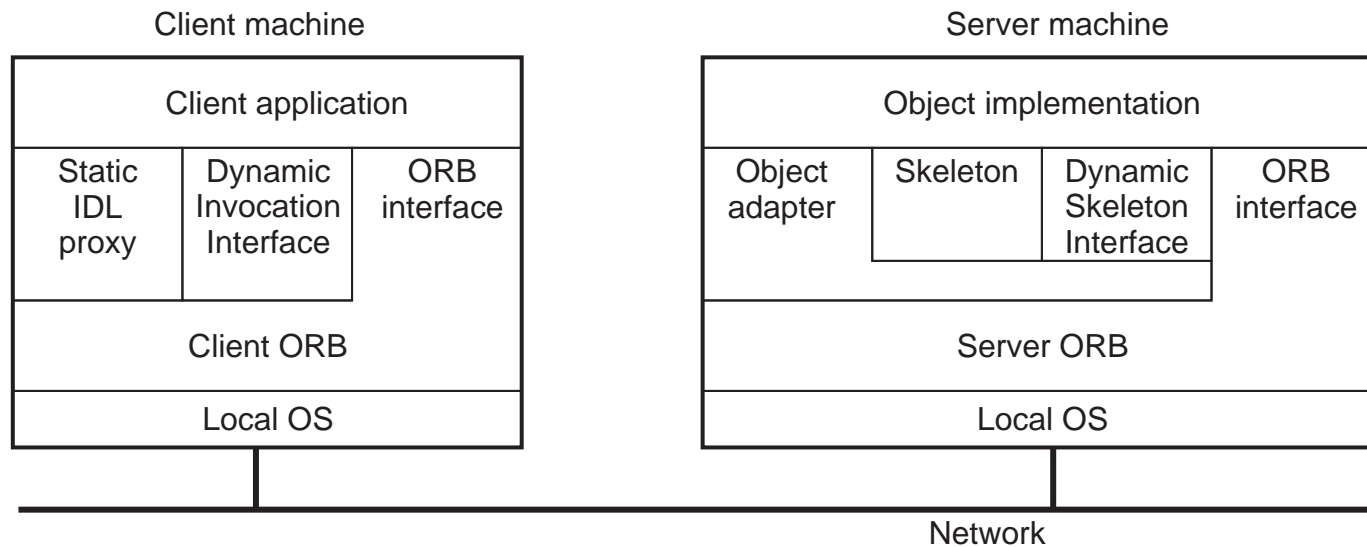 Client machine
Server machine
Client application
Object implementation
Static
IDL
proxy
Dynamic
Invocation
Interface
ORB
interface
Object
adapter
Skeleton
Dynamic
Skeleton
Interface
ORB
interface
Client ORB
Server ORB
Local OS
Local OS
Network